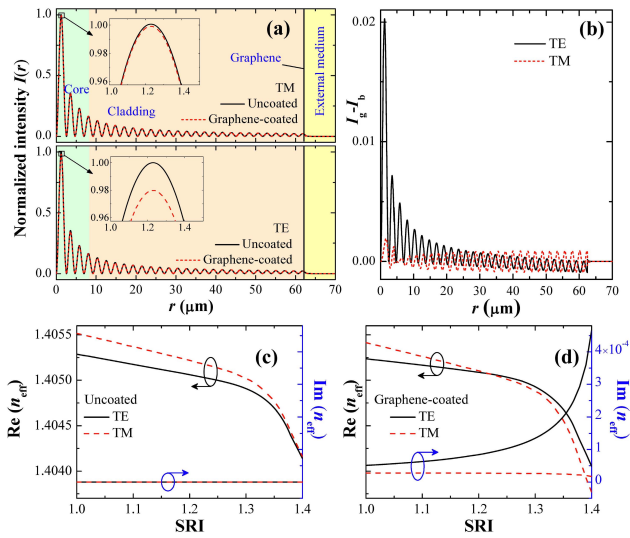 (a)
Normalized intensity I(r)
1.0
0.5
0.0
1.00
0.98
0.96
1.1 1.2 1.3 1.4
Core
Cladding
Graphene
External medium
TM
Uncoated
Graphene-coated
1.0
0.5
0.0
1.00
0.98
0.96
1.1 1.2 1.3 1.4
TE
Uncoated
Graphene-coated
0 10 20 30 40 50 60 70
r (μm)
(b)
Ig-Ib
0.02
0.01
0.00
TE
TM
0 10 20 30 40 50 60 70
r (μm)
(c)
Re (neff)
1.4055
1.4050
1.4045
1.4040
Uncoated
TE
TM
Im (neff)
1.0 1.1 1.2 1.3 1.4
SRI
(d)
Re (neff)
Graphene-coated
TE
TM
4×10⁻⁴
3
2
1
0
Im (neff)
1.0 1.1 1.2 1.3 1.4
SRI